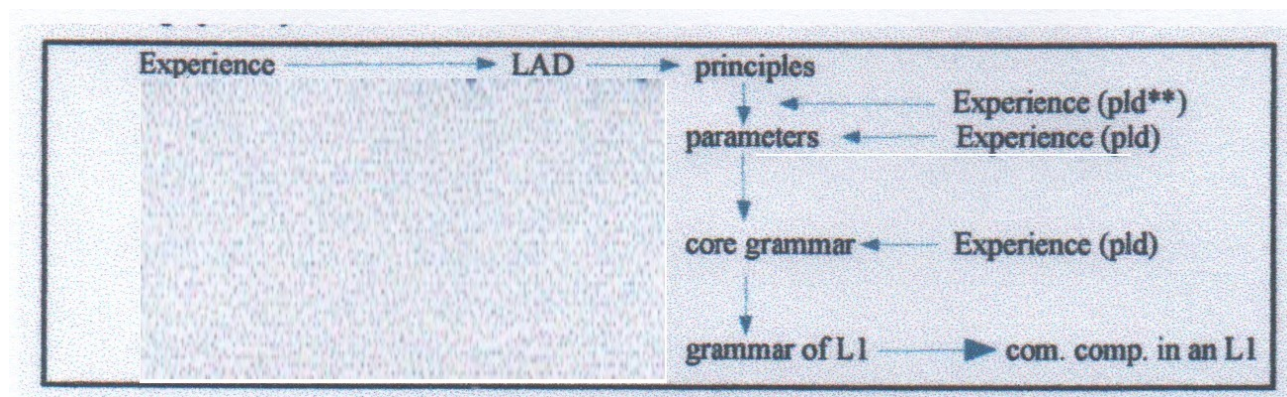 Experience LAD principles
Experience (pld**)
parameters Experience (pld)
core grammar Experience (pld)
grammar of L1 com. comp. in an L1